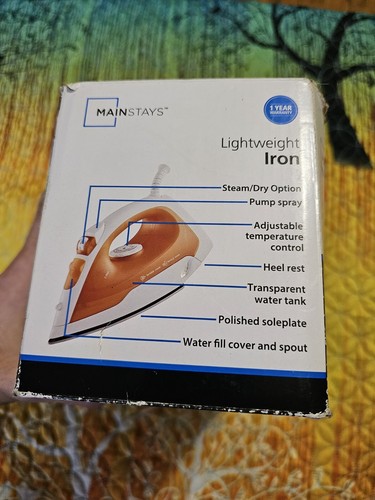 MAINSTAYS™
1 YEAR
WARRANTY
Lightweight
Iron
Steam/Dry Option
Pump spray
Adjustable
temperature
control
Heel rest
Transparent
water tank
Polished soleplate
Water fill cover and spout